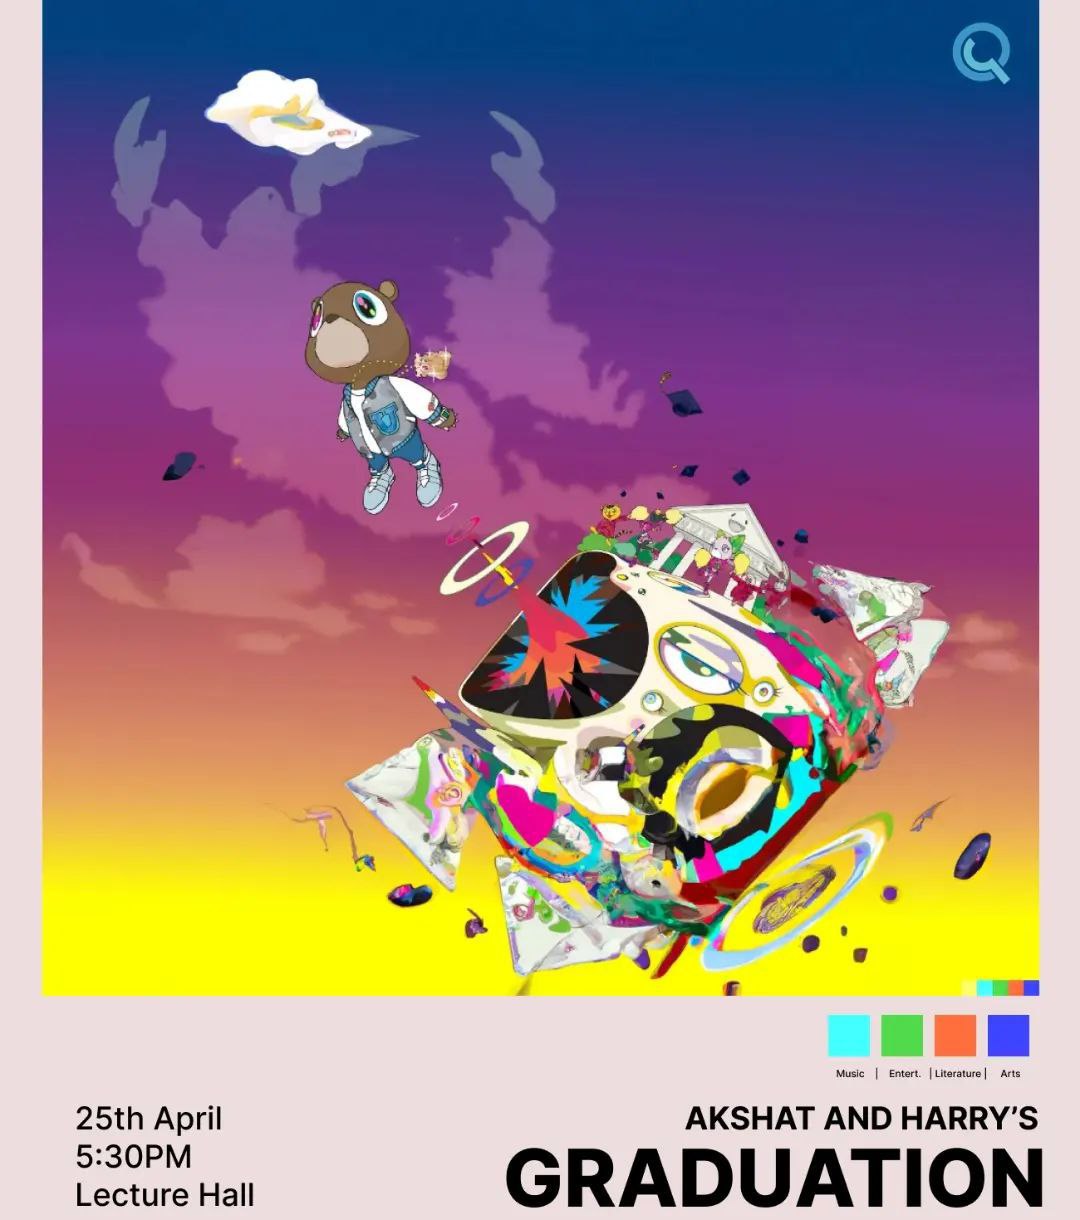 Music | Entert. | Literature | Arts
25th April
5:30PM
Lecture Hall
AKSHAT AND HARRY’S
GRADUATION